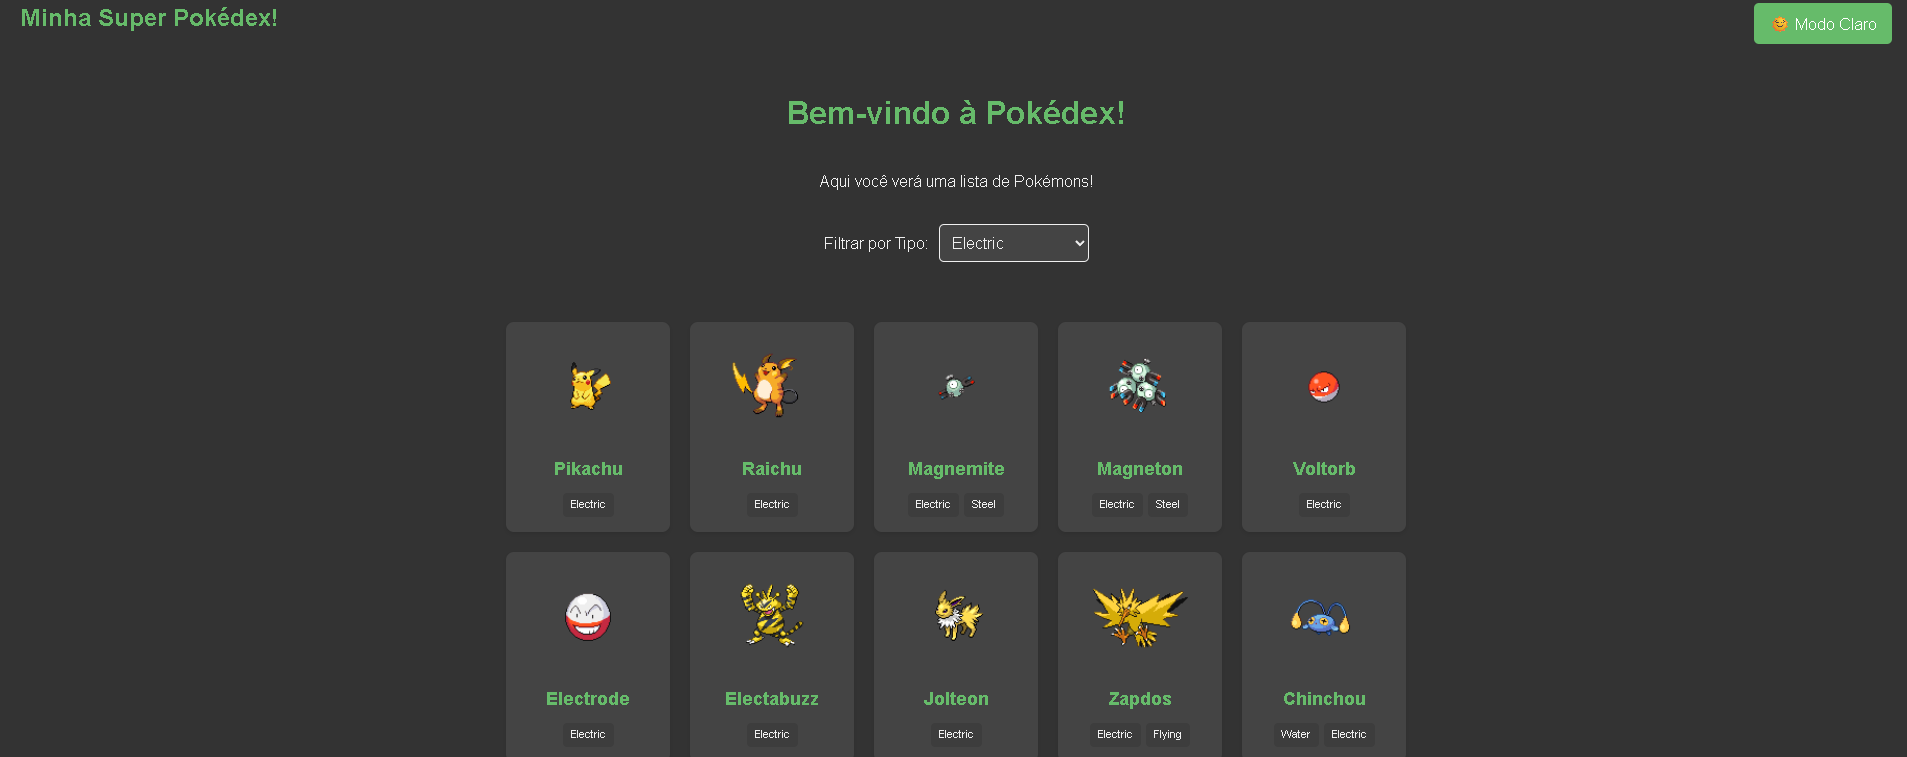 Minha Super Pokédex!
😊 Modo Claro
Bem-vindo à Pokédex!
Aqui você verá uma lista de Pokémons!
Filtrar por Tipo: Electric
Pikachu Raichu Magnemite Magneton Voltorb
Electric Electric Electric Steel Electric Steel Electric
Electrode Electabuzz Jolteon Zapdos Chinchou
Electric Electric Electric Electric Flying Water Electric